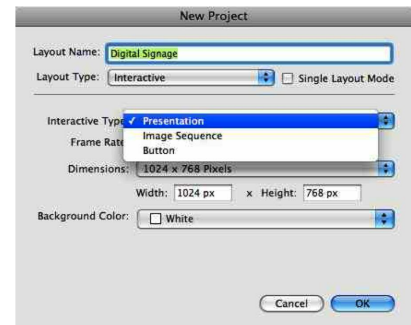 New Project
Layout Name: Digital Signage
Layout Type: Interactive Single Layout Mode
Interactive Type ✓ Presentation
Image Sequence
Frame Rate
Button
Dimensions: 1024 x 768 Pixels
Width: 1024 px x Height: 768 px
Background Color: White
Cancel OK